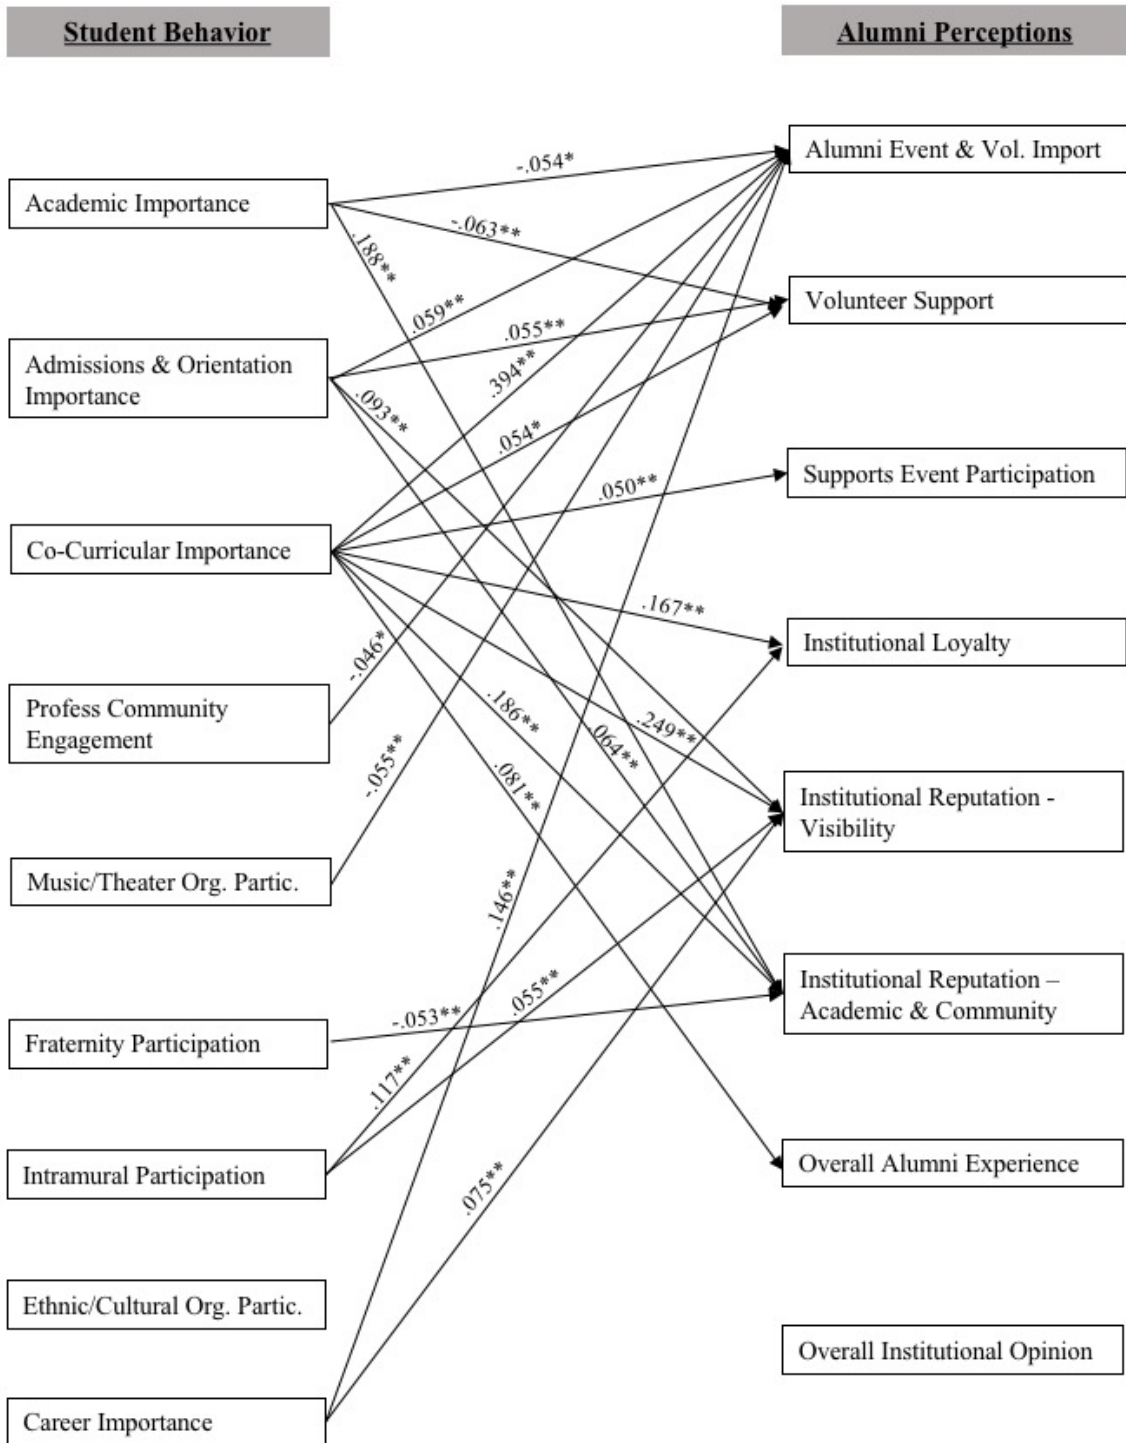 Student Behavior
Alumni Perceptions
Academic Importance
Admissions & Orientation
Importance
Co-Curricular Importance
Profess Community
Engagement
Music/Theater Org. Partic.
Fraternity Participation
Intramural Participation
Ethnic/Cultural Org. Partic.
Career Importance
-.054*
-.063**
.188**
.059**
.055**
.093**
.394**
.054*
.050**
.167**
-.046*
.186**
.249**
.064**
.081**
-.055**
.146**
-.053**
.055**
.117**
.075**
Alumni Event & Vol. Import
Volunteer Support
Supports Event Participation
Institutional Loyalty
Institutional Reputation -
Visibility
Institutional Reputation –
Academic & Community
Overall Alumni Experience
Overall Institutional Opinion